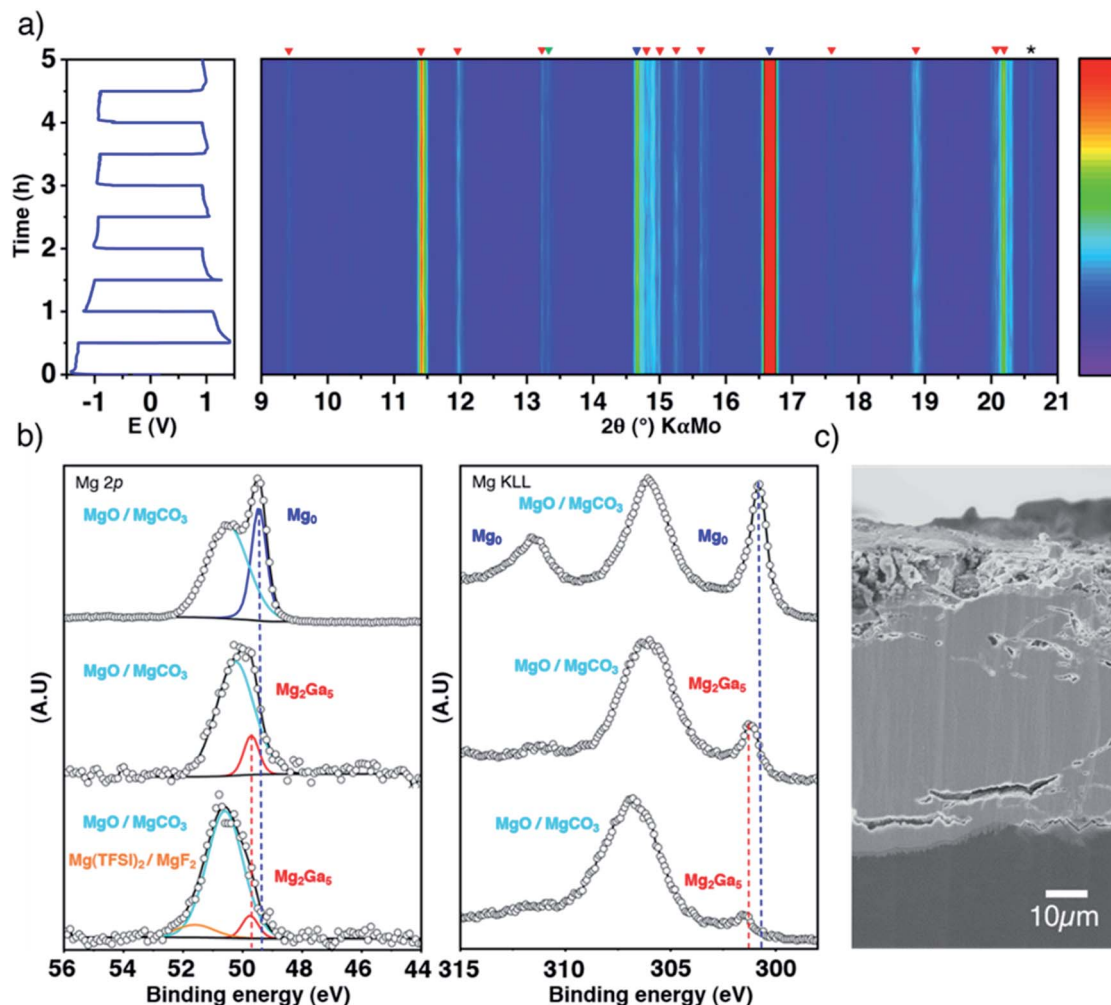 a)
5
4
3
2
1
0
Time (h)
-1 0 1
E (V)
*
9 10 11 12 13 14 15 16 17 18 19 20 21
2θ (°) KαMo
b)
Mg 2p
MgO / MgCO₃
Mg₀
MgO / MgCO₃
Mg₂Ga₅
MgO / MgCO₃
Mg(TFSI)₂ / MgF₂
Mg₂Ga₅
(A.U)
56 54 52 50 48 46 44
Binding energy (eV)
Mg KLL
MgO / MgCO₃
Mg₀
Mg₀
MgO / MgCO₃
Mg₂Ga₅
MgO / MgCO₃
Mg₂Ga₅
(A.U)
315 310 305 300
Binding energy (eV)
c)
10µm